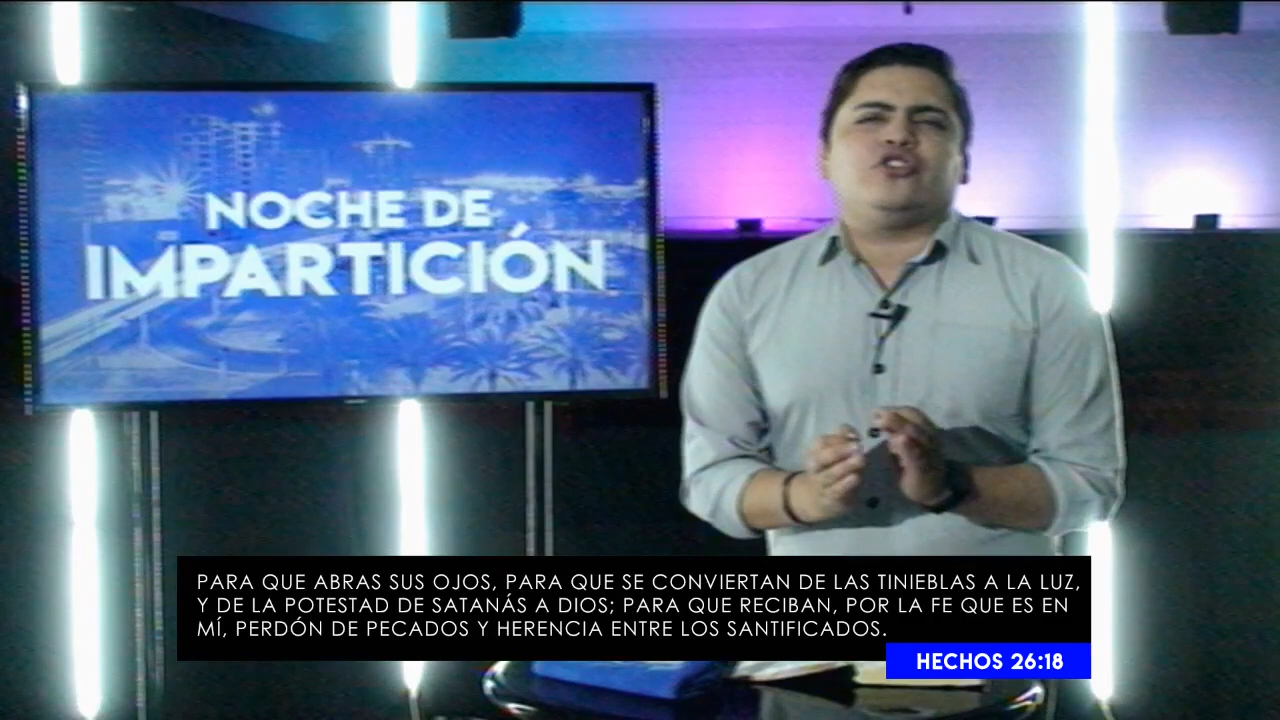 NOCHE DE
IMPARTICIÓN
PARA QUE ABRAS SUS OJOS, PARA QUE SE CONVIERTAN DE LAS TINIEBLAS A LA LUZ,
Y DE LA POTESTAD DE SATANÁS A DIOS; PARA QUE RECIBAN, POR LA FE QUE ES EN
MÍ, PERDÓN DE PECADOS Y HERENCIA ENTRE LOS SANTIFICADOS.
HECHOS 26:18